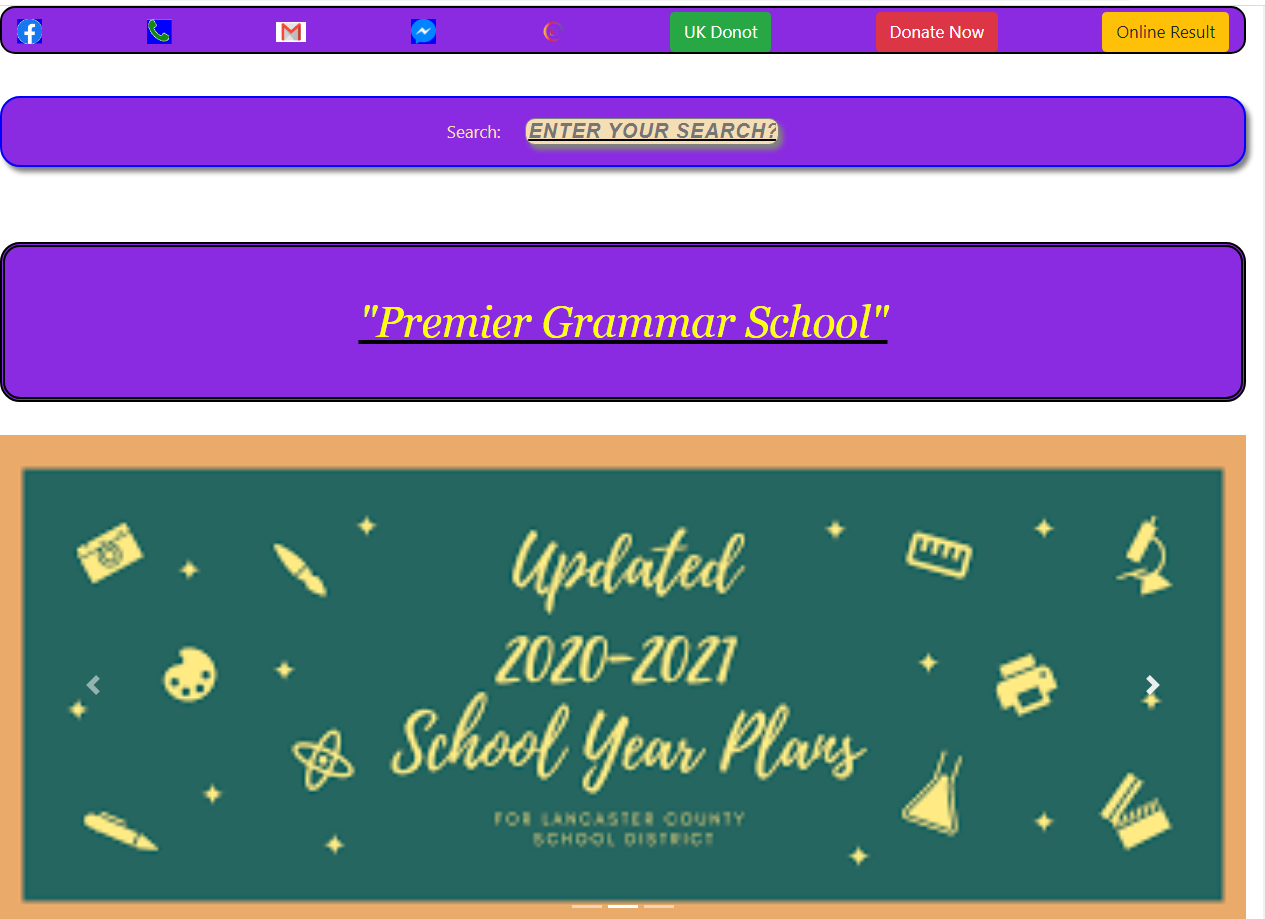 UK Donot
Donate Now
Online Result
Search:
ENTER YOUR SEARCH?
"Premier Grammar School"
Updated
2020-2021
School Year Plans
FOR LANCASTER COUNTY
SCHOOL DISTRICT